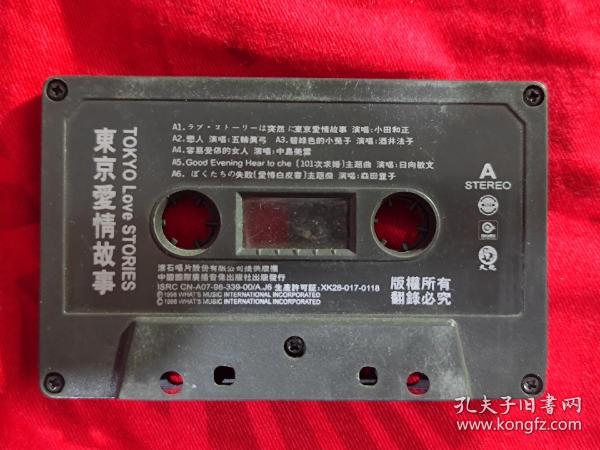 TOKYO Love STORIES
東京愛情故事
A1. ラブ・ストーリーは突然に東京愛情故事 演唱:小田和正
A2. 戀人 演唱:五輪真弓 A3. 碧綠色的小兔子 演唱:酒井法子
A4. 容易受傷的女人 演唱:中島美雪
A5. Good Evening Hear to che (101次求婚)主題曲 演唱:日向敏文
A6. ぼくたちの失敗(愛情白皮書)主題曲 演唱:森田童子
A
STEREO
滾石唱片股份有限公司提供版權
中國國際廣播音像出版社出版發行
ISRC CN-A07-98-339-00/A.J6 生產許可証:XK28-017-0118
©1998 WHAT'S MUSIC INTERNATIONAL INCORPORATED
℗1998 WHAT'S MUSIC INTERNATIONAL INCORPORATED
版權所有
翻錄必究
孔夫子旧书网
www.kongfz.com